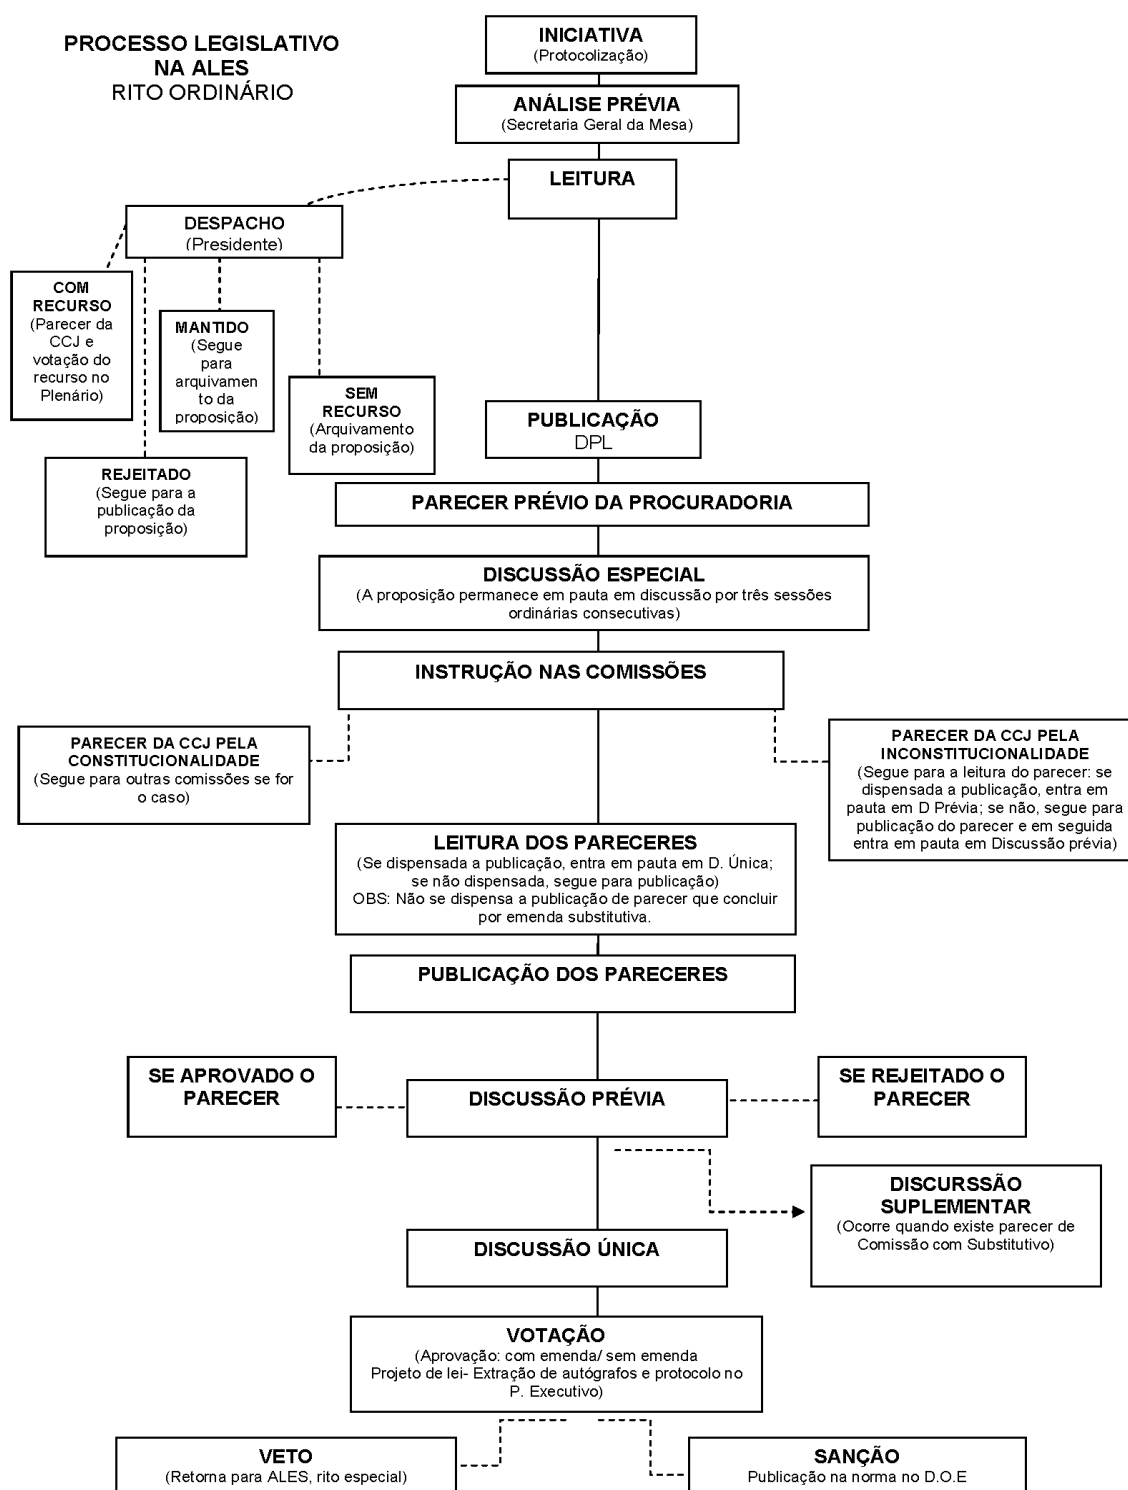 PROCESSO LEGISLATIVO
NA ALES
RITO ORDINÁRIO
INICIATIVA
(Protocolização)
ANÁLISE PRÉVIA
(Secretaria Geral da Mesa)
LEITURA
DESPACHO
(Presidente)
COM
RECURSO
(Parecer da
CCJ e
votação do
recurso no
Plenário)
MANTIDO
(Segue
para
arquivamen
to da
proposição)
SEM
RECURSO
(Arquivamento
da proposição)
REJEITADO
(Segue para a
publicação da
proposição)
PUBLICAÇÃO
DPL
PARECER PRÉVIO DA PROCURADORIA
DISCUSSÃO ESPECIAL
(A proposição permanece em pauta em discussão por três sessões
ordinárias consecutivas)
INSTRUÇÃO NAS COMISSÕES
PARECER DA CCJ PELA
CONSTITUCIONALIDADE
(Segue para outras comissões se for
o caso)
PARECER DA CCJ PELA
INCONSTITUCIONALIDADE
(Segue para a leitura do parecer: se
dispensada a publicação, entra em
pauta em D Prévia; se não, segue para
publicação do parecer e em seguida
entra em pauta em Discussão prévia)
LEITURA DOS PARECERES
(Se dispensada a publicação, entra em pauta em D. Única;
se não dispensada, segue para publicação)
OBS: Não se dispensa a publicação de parecer que concluir
por emenda substitutiva.
PUBLICAÇÃO DOS PARECERES
SE APROVADO O
PARECER
DISCUSSÃO PRÉVIA
SE REJEITADO O
PARECER
DISCURSSÃO
SUPLEMENTAR
(Ocorre quando existe parecer de
Comissão com Substitutivo)
DISCUSSÃO ÚNICA
VOTAÇÃO
(Aprovação: com emenda/ sem emenda
Projeto de lei- Extração de autógrafos e protocolo no
P. Executivo)
VETO
(Retorna para ALES, rito especial)
SANÇÃO
Publicação na norma no D.O.E